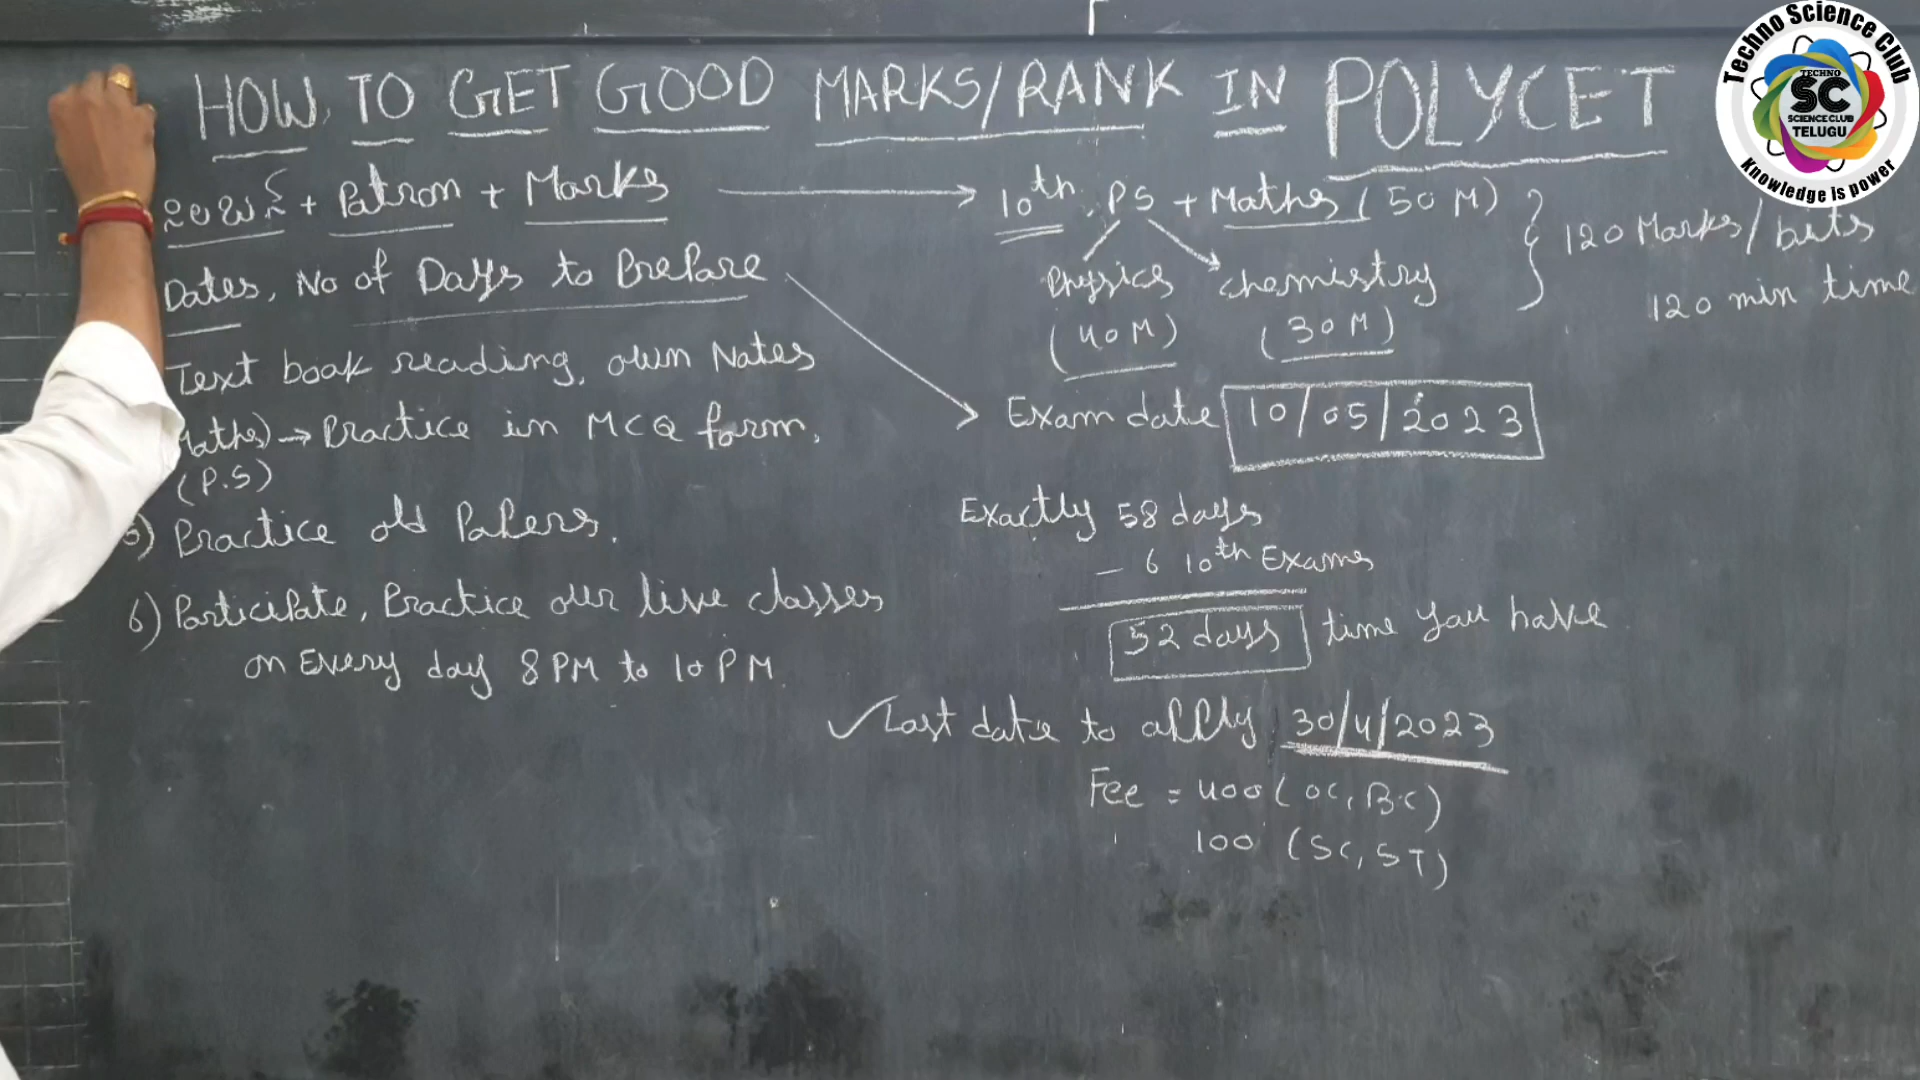 HOW TO GET GOOD MARKS/RANK IN POLYCET
సిలబస్ + Patron + Marks
Dates, No of Days to Prepare
Text book reading, own Notes
Maths) → Practice in MCQ form.
(P.S)
5) Practice old Papers.
6) Participate, Practice our live classes
on Every day 8 PM to 10 PM.
10th, PS + Maths (50 M)
Physics chemistry
(40 M) (30 M)
120 Marks/bits
120 min time
Exam date 10/05/2023
Exactly 58 days
- 6 10th Exams
52 days time you have
✓ Last date to apply 30/4/2023
Fee = 400 (OC, B.C)
100 (SC, ST)
Techno Science Club
TECHNO
SC
SCIENCE CLUB
TELUGU
Knowledge is power